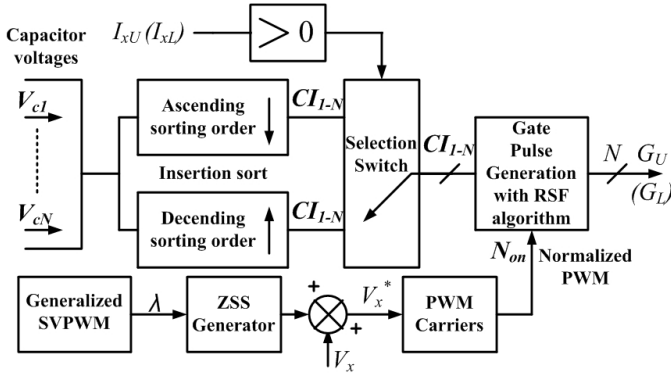 Capacitor
voltages
I_xU (I_xL)
> 0
V_c1
V_cN
Ascending
sorting order
CI_1-N
Insertion sort
Decending
sorting order
CI_1-N
Selection
Switch
CI_1-N
Gate
Pulse
Generation
with RSF
algorithm
N
G_U
(G_L)
N_on
Normalized
PWM
Generalized
SVPWM
λ
ZSS
Generator
+
+
V_x
V_x^*
PWM
Carriers